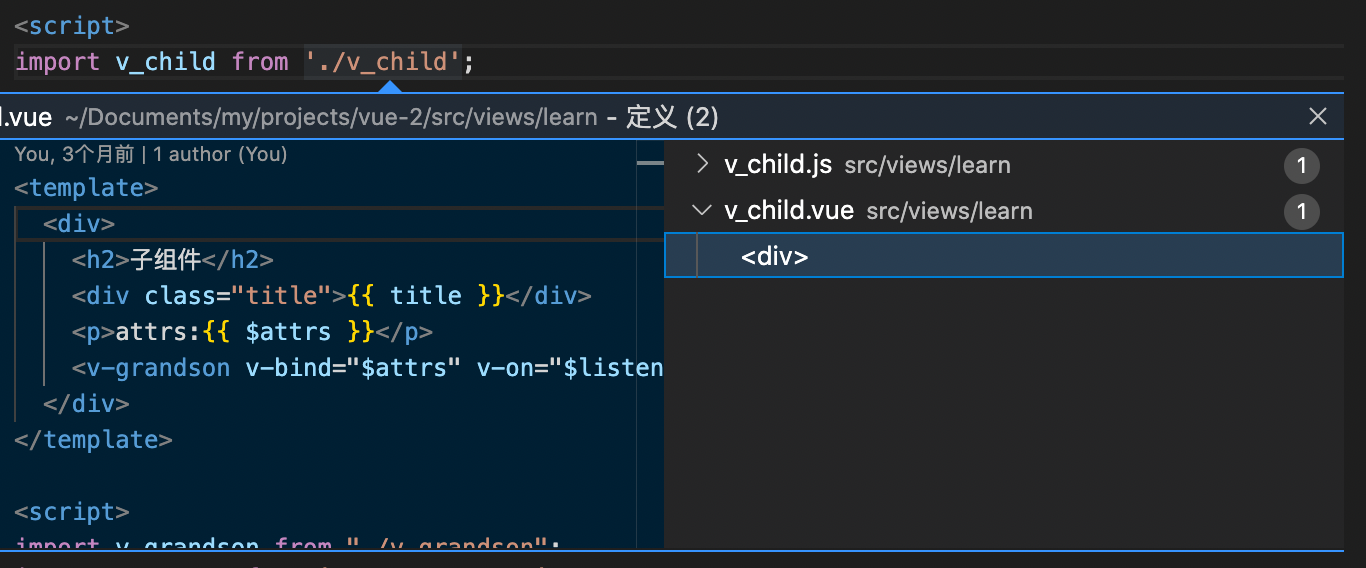 <script>
import v_child from './v_child';
.vue ~/Documents/my/projects/vue-2/src/views/learn - 定义 (2)
You, 3个月前 | 1 author (You)
<template>
<div>
<h2>子组件</h2>
<div class="title">{{ title }}</div>
<p>attrs:{{ $attrs }}</p>
<v-grandson v-bind="$attrs" v-on="$listen
</div>
</template>
<script>
import v_grandson from "./v_grandson";
v_child.js src/views/learn 1
v_child.vue src/views/learn 1
<div>